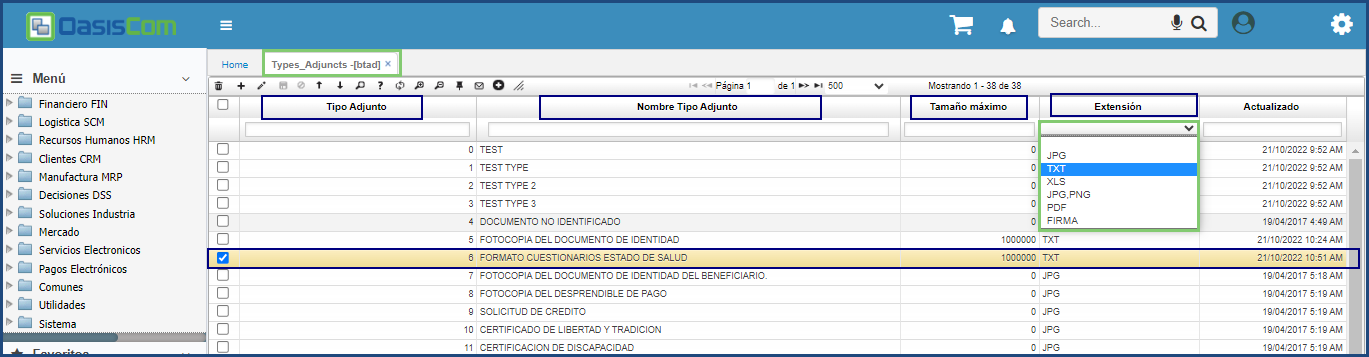 OasisCom
Search...
Menú
Home
Types_Adjuncts -[btad] ×
Página 1 de 1 500 Mostrando 1 - 38 de 38
Tipo Adjunto Nombre Tipo Adjunto Tamaño máximo Extensión Actualizado
Financiero FIN
Logistica SCM
Recursos Humanos HRM
Clientes CRM
Manufactura MRP
Decisiones DSS
Soluciones Industria
Mercado
Servicios Electronicos
Pagos Electrónicos
Comunes
Utilidades
Sistema
Favoritos
JPG
TXT
XLS
JPG,PNG
PDF
FIRMA
0 TEST 0 21/10/2022 9:52 AM
1 TEST TYPE 0 21/10/2022 9:52 AM
2 TEST TYPE 2 0 21/10/2022 9:52 AM
3 TEST TYPE 3 0 21/10/2022 9:52 AM
4 DOCUMENTO NO IDENTIFICADO 0 19/04/2017 4:49 AM
5 FOTOCOPIA DEL DOCUMENTO DE IDENTIDAD 1000000 TXT 21/10/2022 10:24 AM
6 FORMATO CUESTIONARIOS ESTADO DE SALUD 1000000 TXT 21/10/2022 10:51 AM
7 FOTOCOPIA DEL DOCUMENTO DE IDENTIDAD DEL BENEFICIARIO. 0 JPG 19/04/2017 5:18 AM
8 FOTOCOPIA DEL DESPRENDIBLE DE PAGO 0 JPG 19/04/2017 5:19 AM
9 SOLICITUD DE CREDITO 0 JPG 19/04/2017 5:19 AM
10 CERTIFICADO DE LIBERTAD Y TRADICION 0 JPG 19/04/2017 5:19 AM
11 CERTIFICACION DE DISCAPACIDAD 0 JPG 19/04/2017 5:19 AM